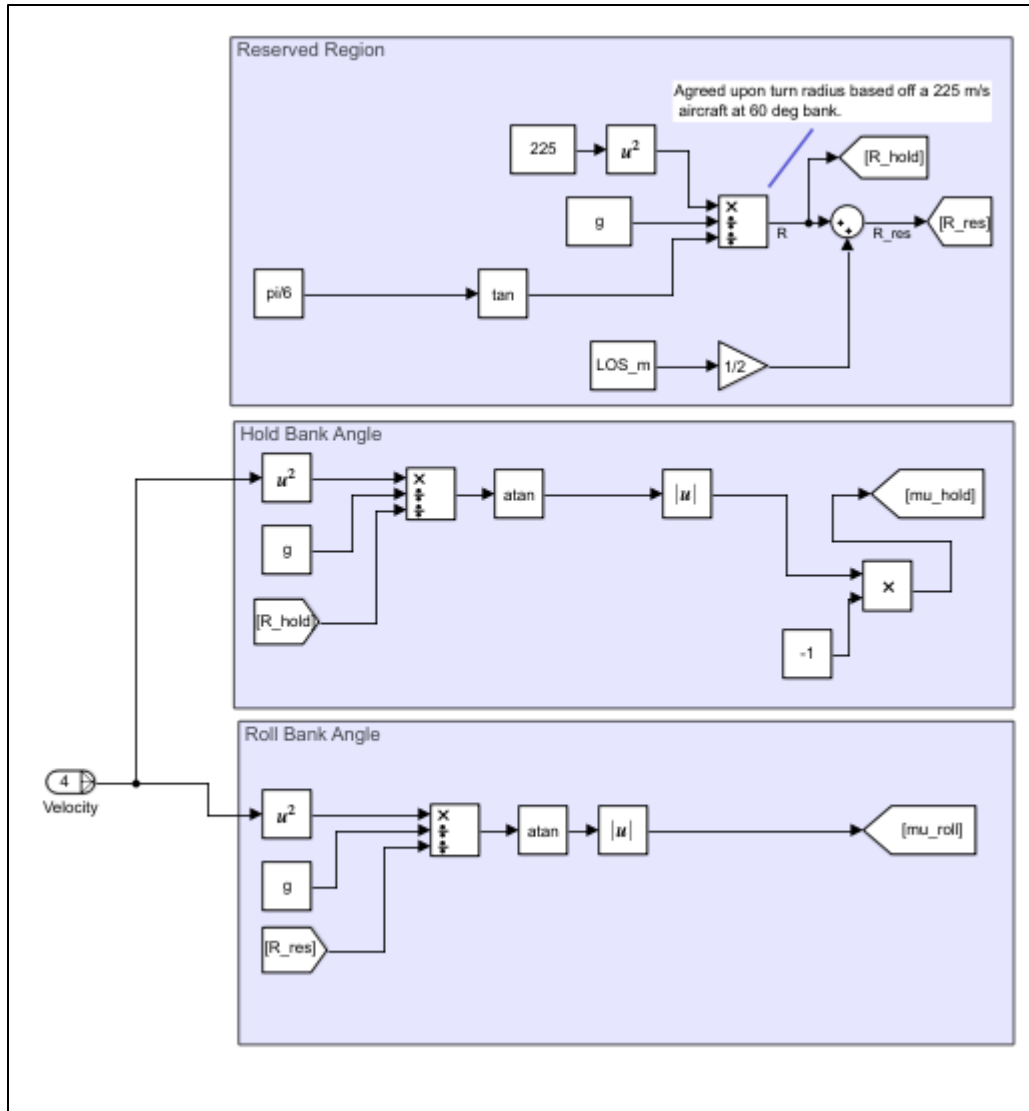 Reserved Region
Agreed upon turn radius based off a 225 m/s
aircraft at 60 deg bank.
225
u²
[R_hold]
g
×
÷
÷
R
+
+
R_res
[R_res]
pi/6
tan
LOS_m
1/2
Hold Bank Angle
u²
×
÷
÷
atan
|u|
[mu_hold]
g
×
[R_hold]
-1
Roll Bank Angle
4
Velocity
u²
×
÷
÷
atan
|u|
[mu_roll]
g
[R_res]